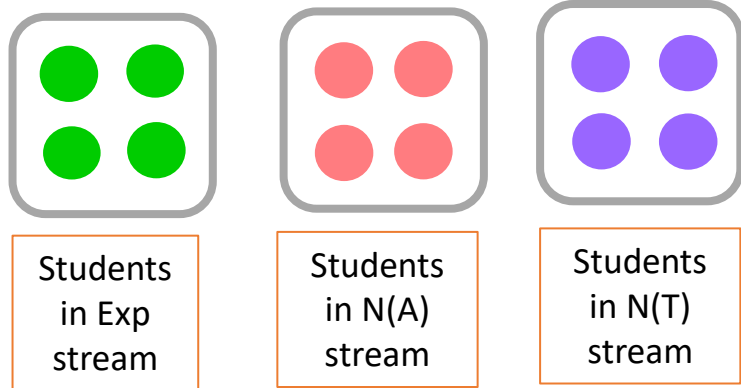 Students
in Exp
stream
Students
in N(A)
stream
Students
in N(T)
stream